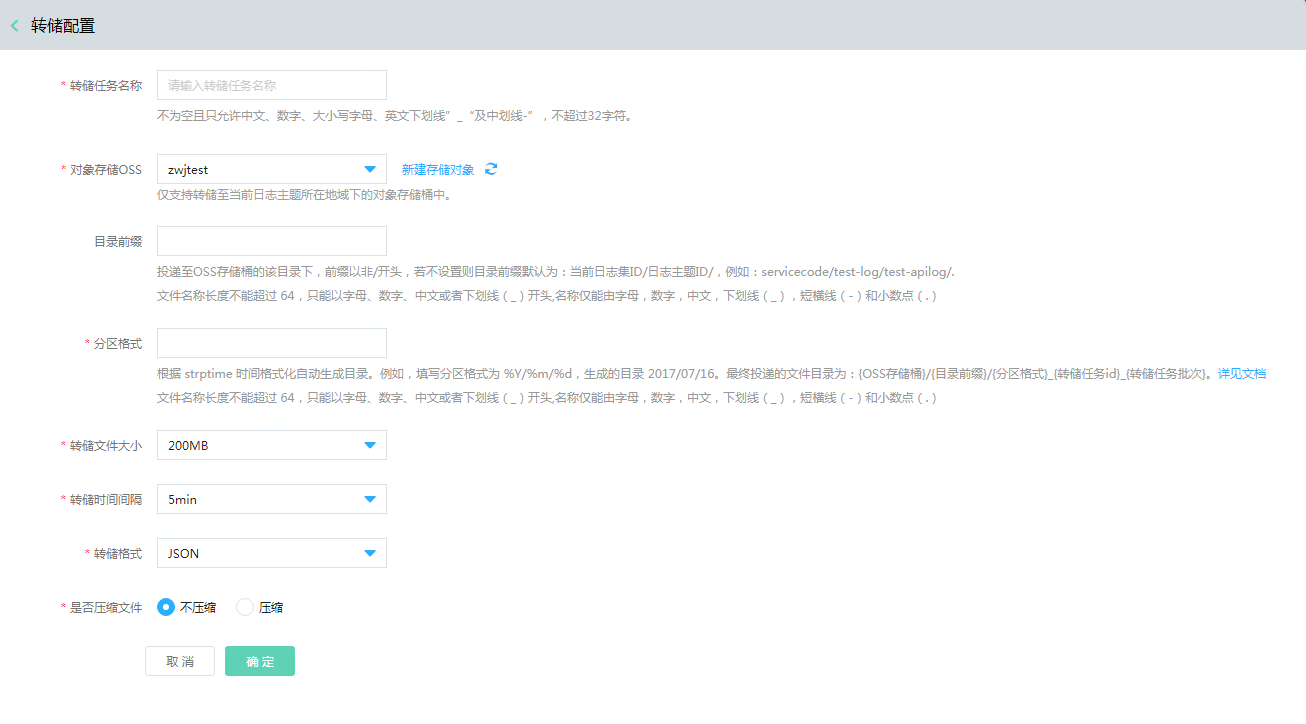 转储配置
* 转储任务名称 请输入转储任务名称
不为空且只允许中文、数字、大小写字母、英文下划线”_“及中划线-”，不超过32字符。
* 对象存储OSS zwjtest 新建存储对象
仅支持转储至当前日志主题所在地域下的对象存储桶中。
目录前缀
投递至OSS存储桶的该目录下，前缀以非/开头，若不设置则目录前缀默认为：当前日志集ID/日志主题ID/，例如：servicecode/test-log/test-apilog/.
文件名称长度不能超过 64，只能以字母、数字、中文或者下划线（_）开头,名称仅能由字母，数字，中文，下划线（_），短横线（-）和小数点（.）
* 分区格式
根据 strptime 时间格式化自动生成目录。例如，填写分区格式为 %Y/%m/%d，生成的目录 2017/07/16。最终投递的文件目录为：{OSS存储桶}/{目录前缀}/{分区格式}_{转储任务id}_{转储任务批次}。详见文档
文件名称长度不能超过 64，只能以字母、数字、中文或者下划线（_）开头,名称仅能由字母，数字，中文，下划线（_），短横线（-）和小数点（.）
* 转储文件大小 200MB
* 转储时间间隔 5min
* 转储格式 JSON
* 是否压缩文件 不压缩 压缩
取消 确定